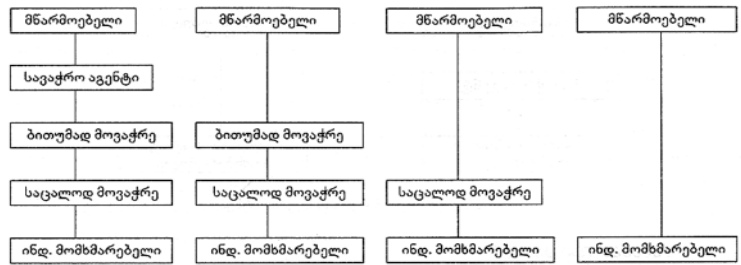 მწარმოებელი
სავაჭრო აგენტი
ბითუმად მოვაჭრე
საცალოდ მოვაჭრე
ინდ. მომხმარებელი
მწარმოებელი
ბითუმად მოვაჭრე
საცალოდ მოვაჭრე
ინდ. მომხმარებელი
მწარმოებელი
საცალოდ მოვაჭრე
ინდ. მომხმარებელი
მწარმოებელი
ინდ. მომხმარებელი